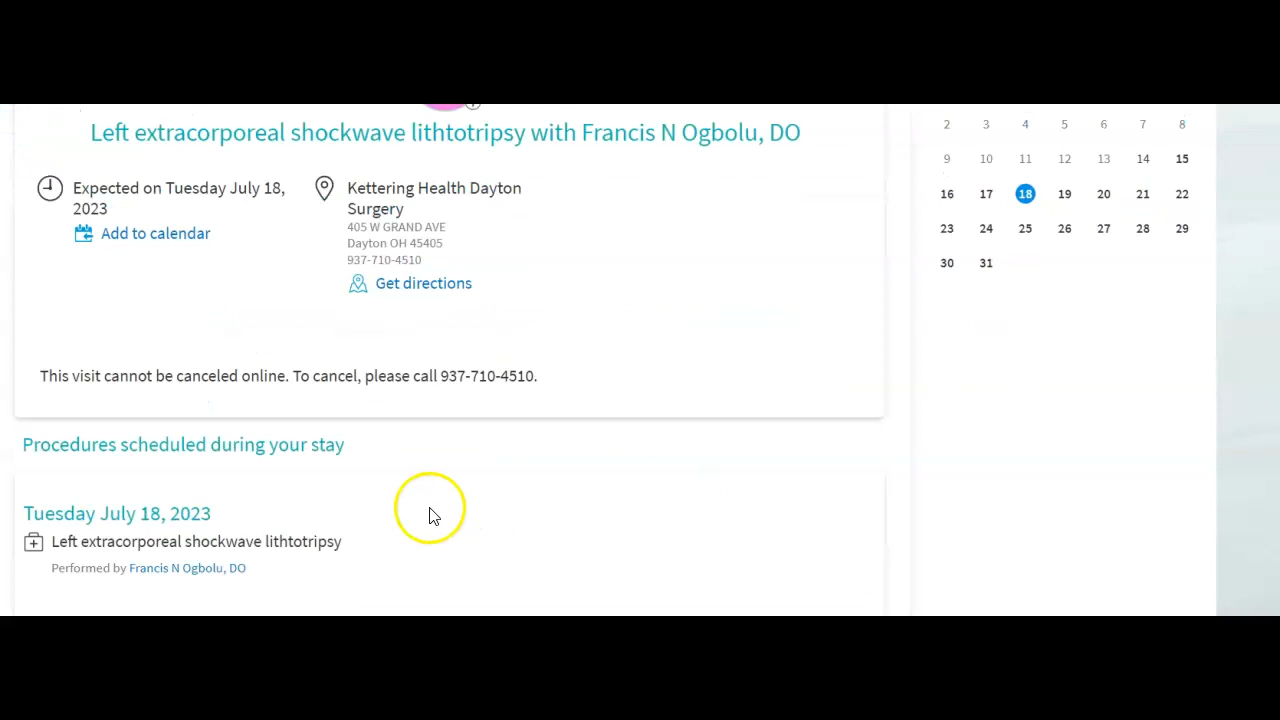 Left extracorporeal shockwave lithtotripsy with Francis N Ogbolu, DO
Expected on Tuesday July 18,
2023
Add to calendar
Kettering Health Dayton
Surgery
405 W GRAND AVE
Dayton OH 45405
937-710-4510
Get directions
This visit cannot be canceled online. To cancel, please call 937-710-4510.
Procedures scheduled during your stay
Tuesday July 18, 2023
Left extracorporeal shockwave lithtotripsy
Performed by Francis N Ogbolu, DO
2 3 4 5 6 7 8
9 10 11 12 13 14 15
16 17 18 19 20 21 22
23 24 25 26 27 28 29
30 31